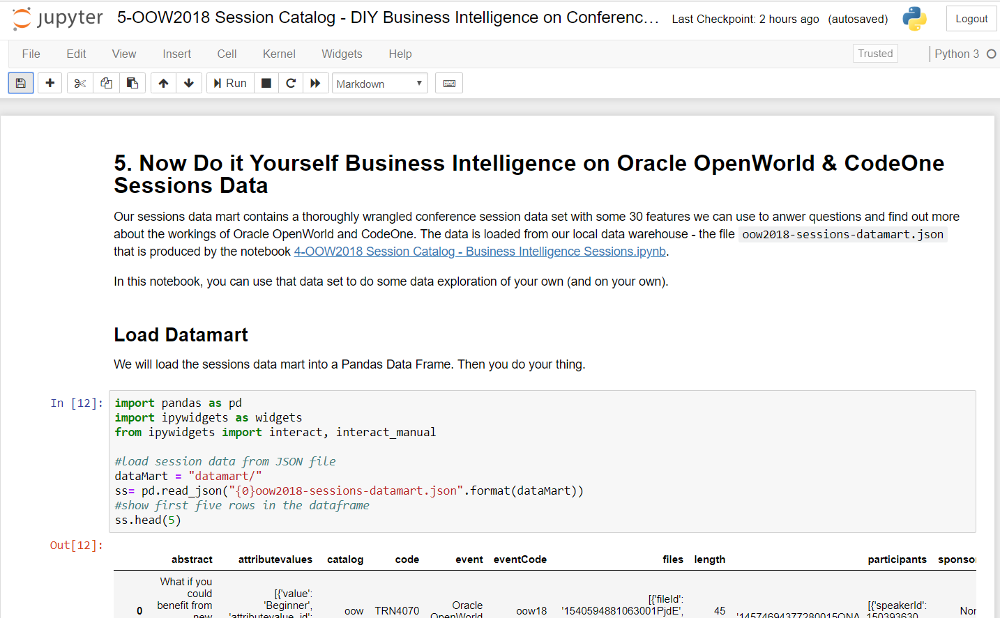 jupyter 5-OOW2018 Session Catalog - DIY Business Intelligence on Conferenc... Last Checkpoint: 2 hours ago (autosaved) Logout
File Edit View Insert Cell Kernel Widgets Help Trusted Python 3
Run Markdown
5. Now Do it Yourself Business Intelligence on Oracle OpenWorld & CodeOne
Sessions Data
Our sessions data mart contains a thoroughly wrangled conference session data set with some 30 features we can use to anwer questions and find out more
about the workings of Oracle OpenWorld and CodeOne. The data is loaded from our local data warehouse - the file oow2018-sessions-datamart.json
that is produced by the notebook 4-OOW2018 Session Catalog - Business Intelligence Sessions.ipynb.
In this notebook, you can use that data set to do some data exploration of your own (and on your own).
Load Datamart
We will load the sessions data mart into a Pandas Data Frame. Then you do your thing.
In [12]: import pandas as pd
import ipywidgets as widgets
from ipywidgets import interact, interact_manual
#load session data from JSON file
dataMart = "datamart/"
ss= pd.read_json("{0}oow2018-sessions-datamart.json".format(dataMart))
#show first five rows in the dataframe
ss.head(5)
Out[12]:
abstract attributevalues catalog code event eventCode files length participants sponso
What if you
could
benefit from
new
[{'value':
'Beginner',
'attributevalue_id':
0 oow TRN4070
Oracle
OpenWorld
oow18
[{'fileId':
'1540594881063001PjdE',
45
[{'speakerId':
Nor